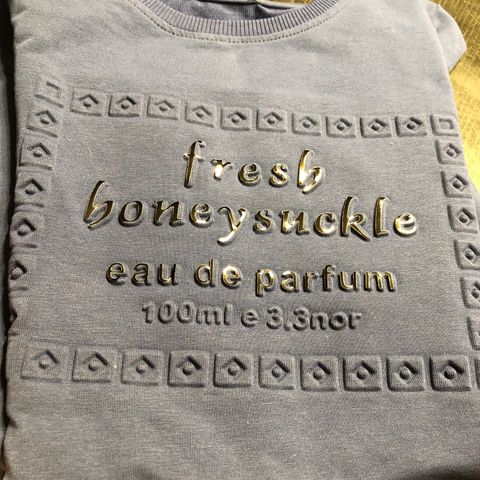 fresh
honeysuckle
eau de parfum
100ml e 3.3nor